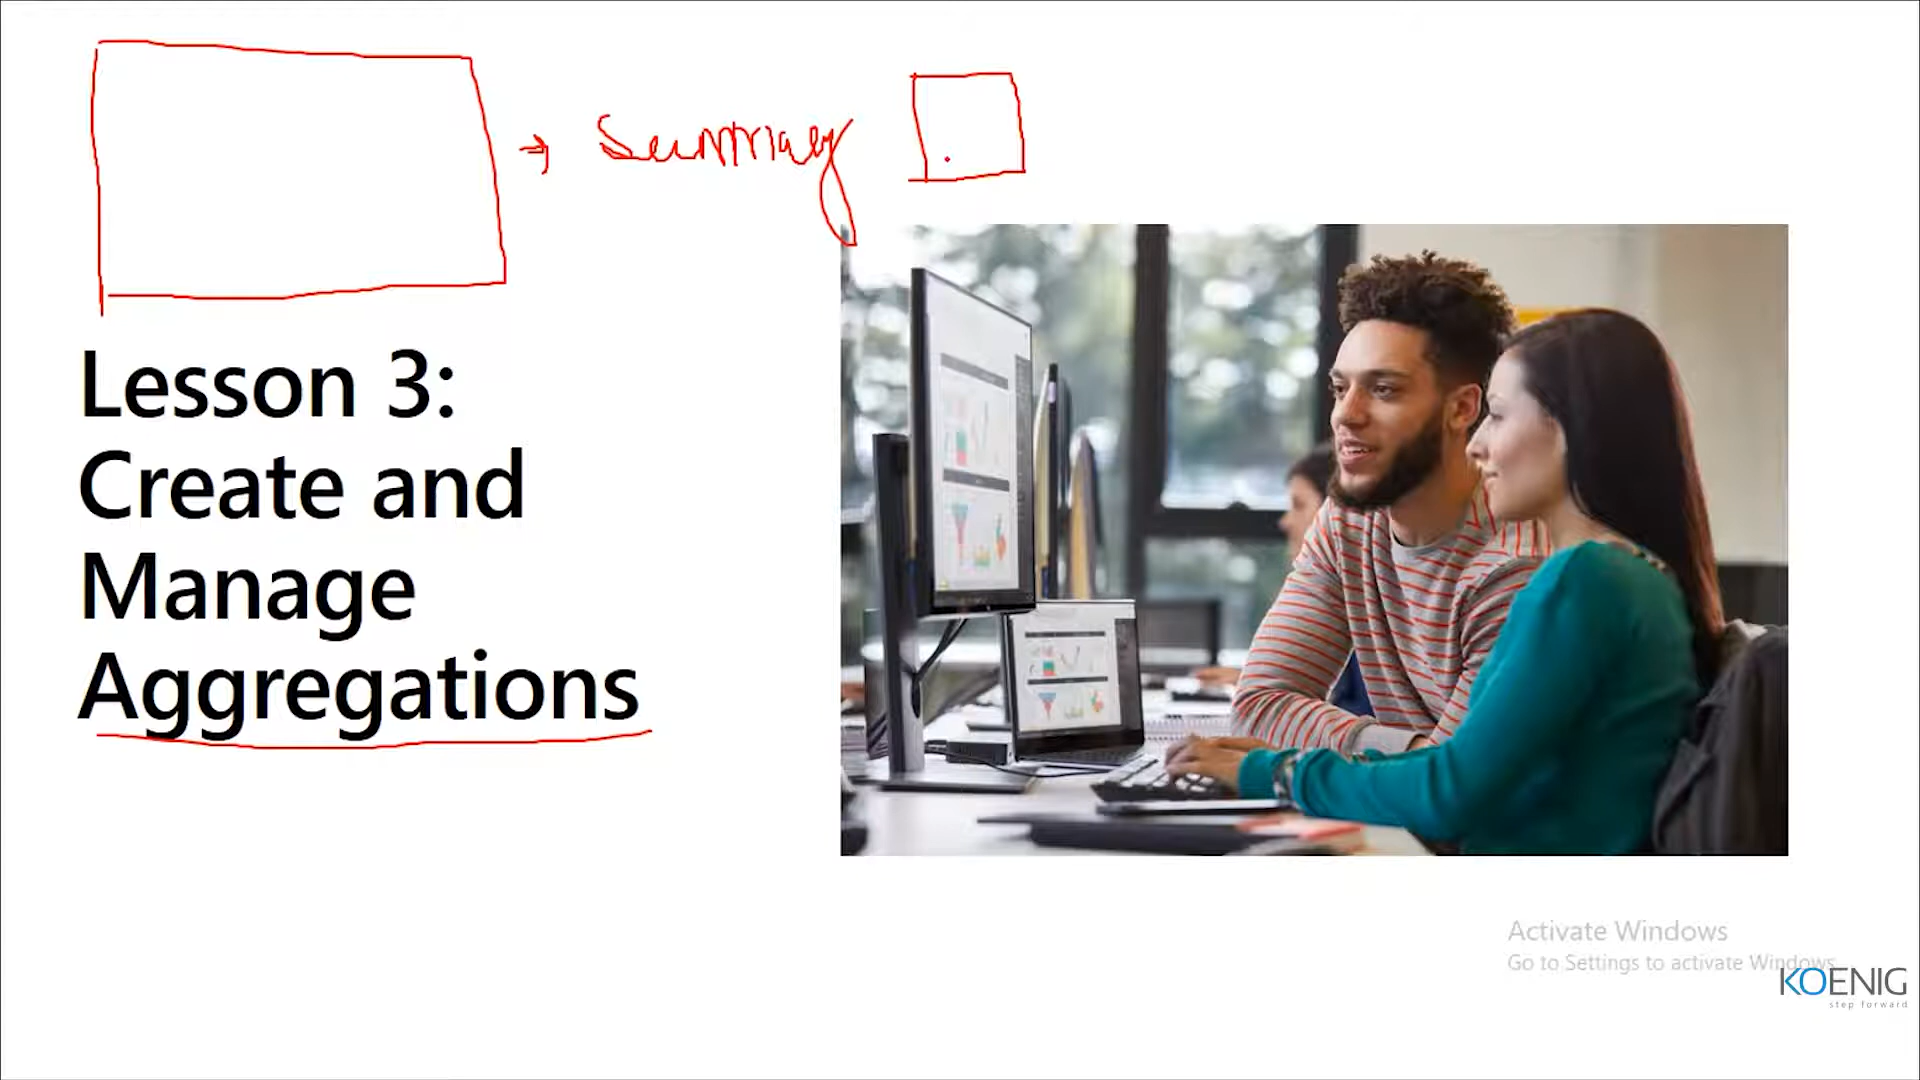 Summary
Lesson 3:
Create and
Manage
Aggregations
Activate Windows
Go to Settings to activate Windows.
KOENIG
step forward